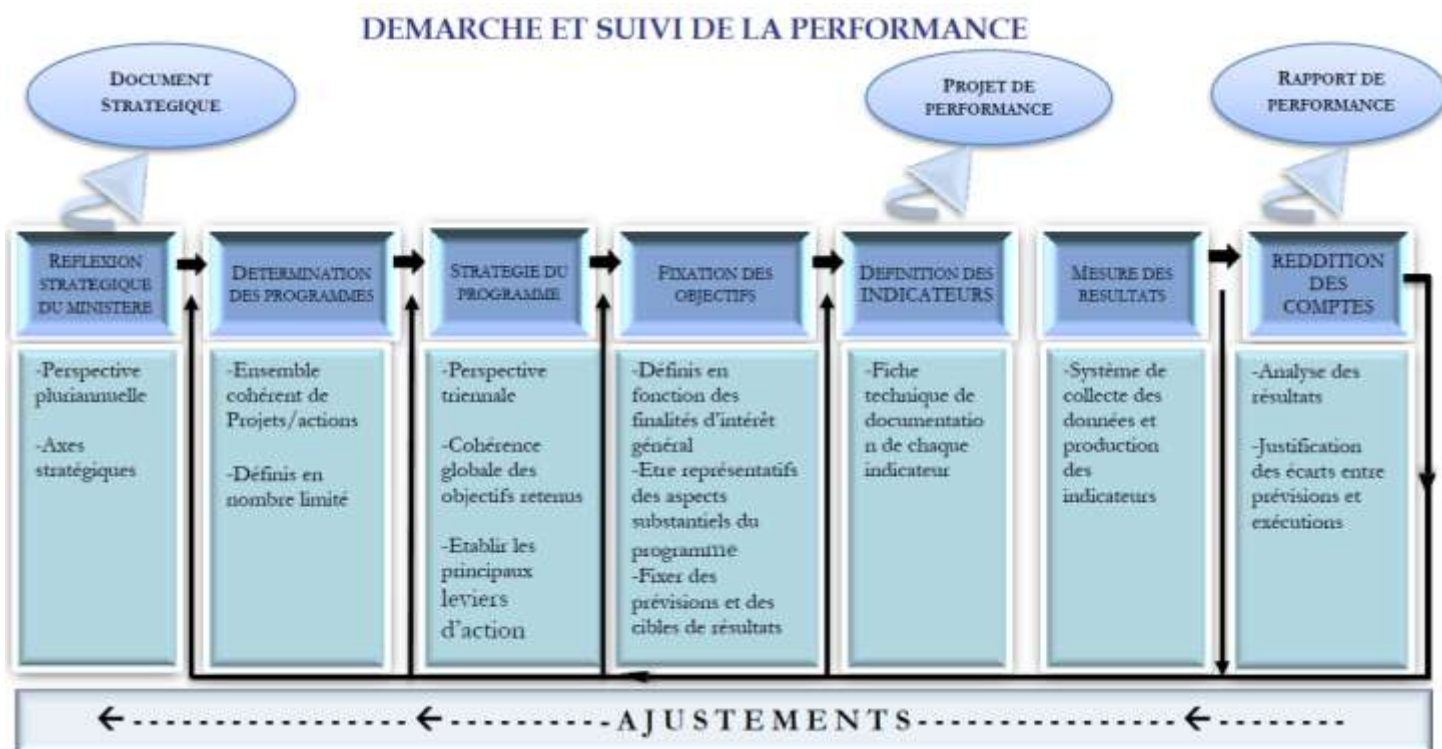 DEMARCHE ET SUIVI DE LA PERFORMANCE
DOCUMENT
STRATEGIQUE
PROJET DE
PERFORMANCE
RAPPORT DE
PERFORMANCE
REFLEXION
STRATEGIQUE
DU MINISTERE
DETERMINATION
DES PROGRAMMES
STRATEGIE DU
PROGRAMME
FIXATION DES
OBJECTIFS
DEFINITION DES
INDICATEURS
MESURE DES
RESULTATS
REDDITION
DES
COMPTES
-Perspective
pluriannuelle
-Axes
stratégiques
-Ensemble
cohérent de
Projets/actions
-Définis en
nombre limité
-Perspective
triennale
-Cohérence
globale des
objectifs retenus
-Etablir les
principaux
leviers
d'action
-Définis en
fonction des
finalités d'intérêt
général
-Etre représentatifs
des aspects
substantiels du
programme
-Fixer des
prévisions et des
cibles de résultats
-Fiche
technique de
documentatio
n de chaque
indicateur
-Système de
collecte des
données et
production
des
indicateurs
-Analyse des
résultats
-Justification
des écarts entre
prévisions et
exécutions
AJUSTEMENTS